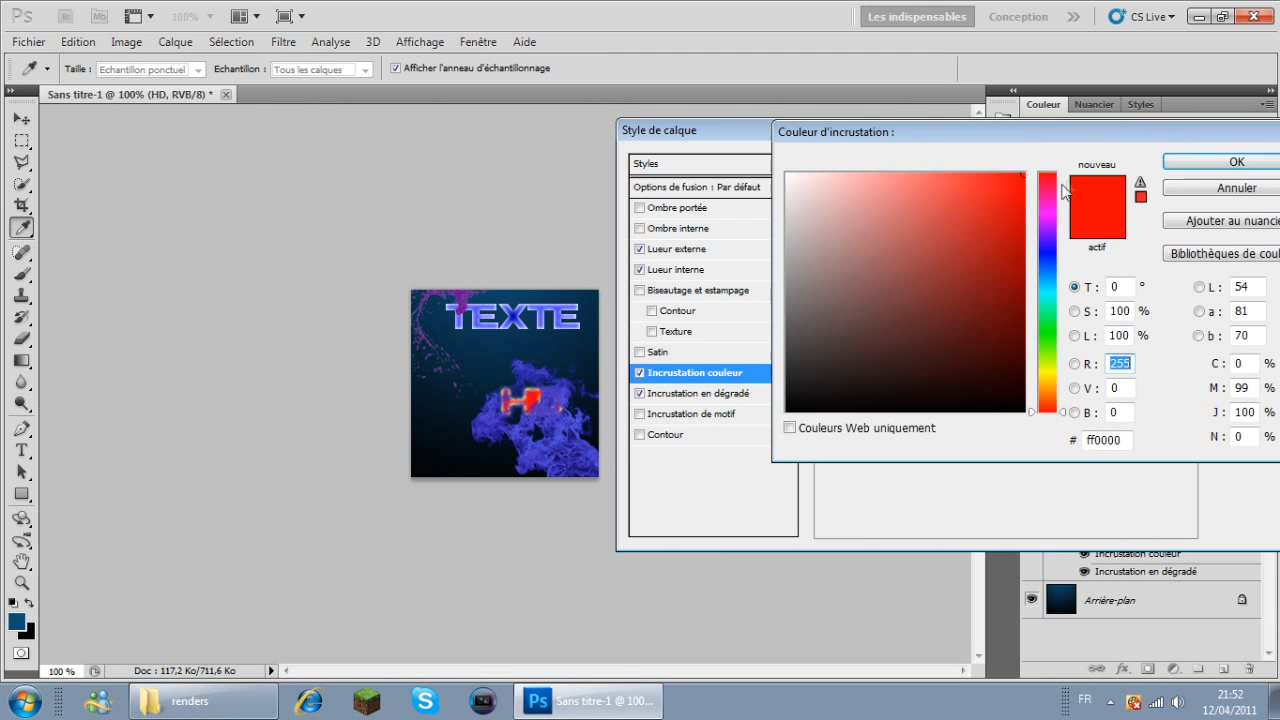 Ps Br Mb 100% Les indispensables Conception CS Live
Fichier Edition Image Calque Sélection Filtre Analyse 3D Affichage Fenêtre Aide
Taille : Echantillon ponctuel Echantillon : Tous les calques Afficher l'anneau d'échantillonnage
Sans titre-1 @ 100% (HD, RVB/8) * Couleur Nuancier Styles
Style de calque
Couleur d'incrustation :
Styles
nouveau
OK
Options de fusion : Par défaut
Annuler
Ombre portée
Ajouter au nuancie
Ombre interne
Lueur externe
actif
Bibliothèques de coul
Lueur interne
T : 0 ° L : 54
Biseautage et estampage
Contour
S : 100 % a : 81
Texture
L : 100 % b : 70
Satin
R : 255 C : 0 %
Incrustation couleur
V : 0 M : 99 %
Incrustation en dégradé
B : 0 J : 100 %
Incrustation de motif
Couleurs Web uniquement
Contour
# ff0000 N : 0 %
TEXTE
Incrustation couleur
Incrustation en dégradé
Arrière-plan
100 % Doc : 117,2 Ko/711,6 Ko
renders
Ps Sans titre-1 @ 100...
FR
21:52
12/04/2011